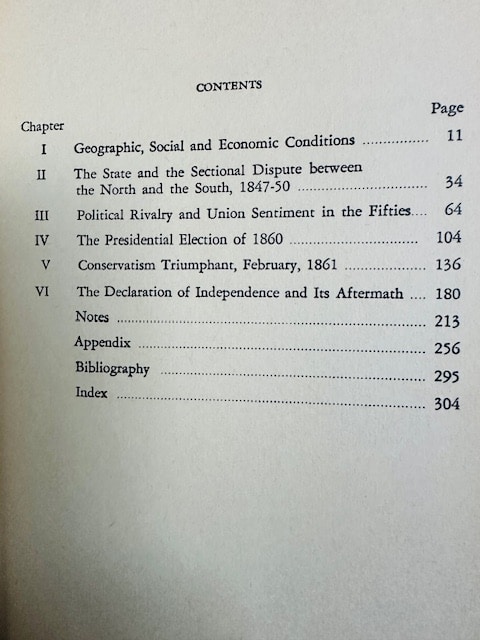 CONTENTS
Chapter Page
I Geographic, Social and Economic Conditions ................ 11
II The State and the Sectional Dispute between
the North and the South, 1847-50 ............................... 34
III Political Rivalry and Union Sentiment in the Fifties.... 64
IV The Presidential Election of 1860 ............................... 104
V Conservatism Triumphant, February, 1861 .................... 136
VI The Declaration of Independence and Its Aftermath .... 180
Notes ........................................................................ 213
Appendix .................................................................... 256
Bibliography ............................................................... 295
Index ......................................................................... 304